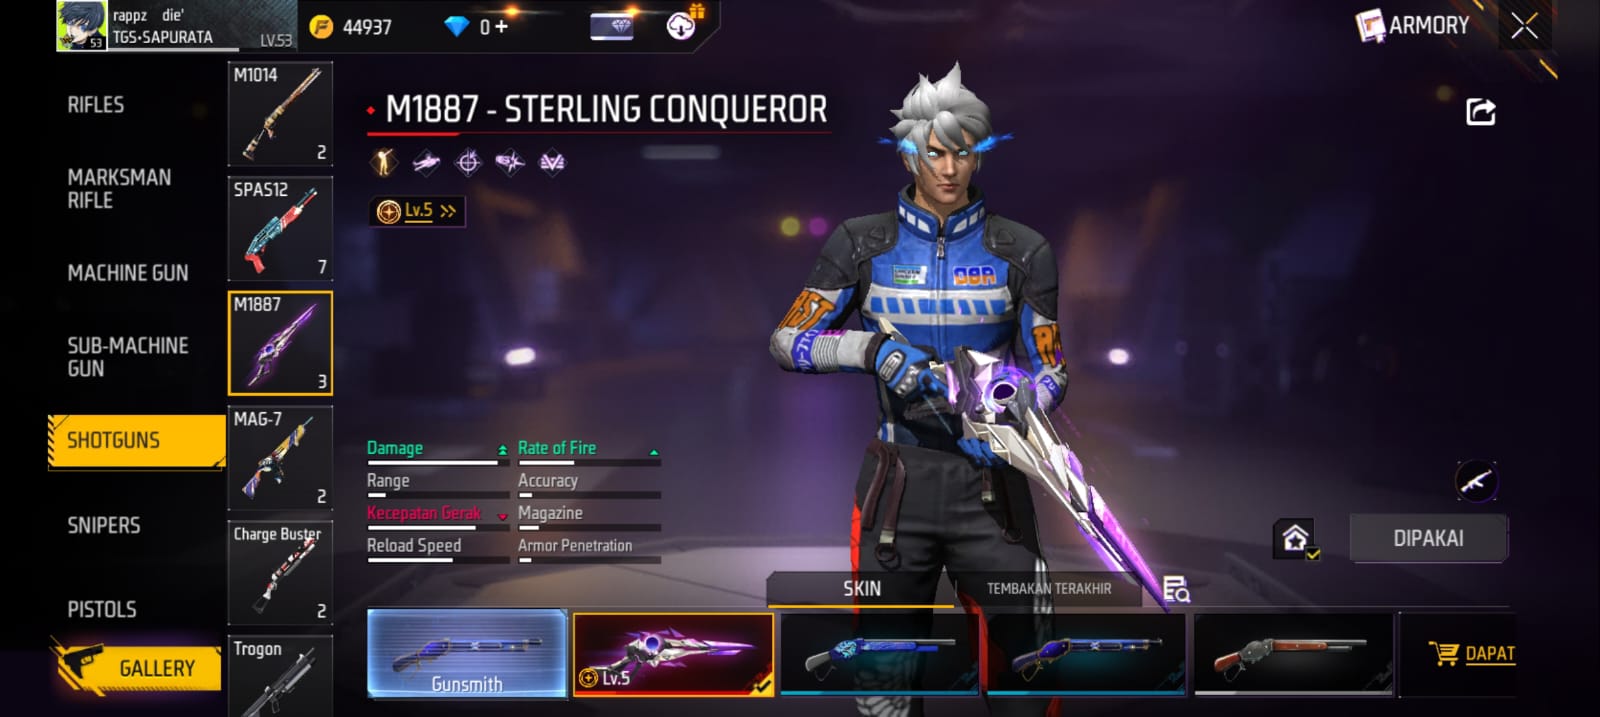 rappz die'
TGS•SAPURATA
53
LV.53
44937
0+
ARMORY
RIFLES
MARKSMAN
RIFLE
MACHINE GUN
SUB-MACHINE
GUN
SHOTGUNS
SNIPERS
PISTOLS
GALLERY
M1014
2
SPAS12
7
M1887
3
MAG-7
2
Charge Buster
2
Trogon
M1887 - STERLING CONQUEROR
Lv.5
Damage
Rate of Fire
Range
Accuracy
Kecepatan Gerak
Magazine
Reload Speed
Armor Penetration
DIPAKAI
SKIN
TEMBAKAN TERAKHIR
Gunsmith
Lv.5
DAPAT